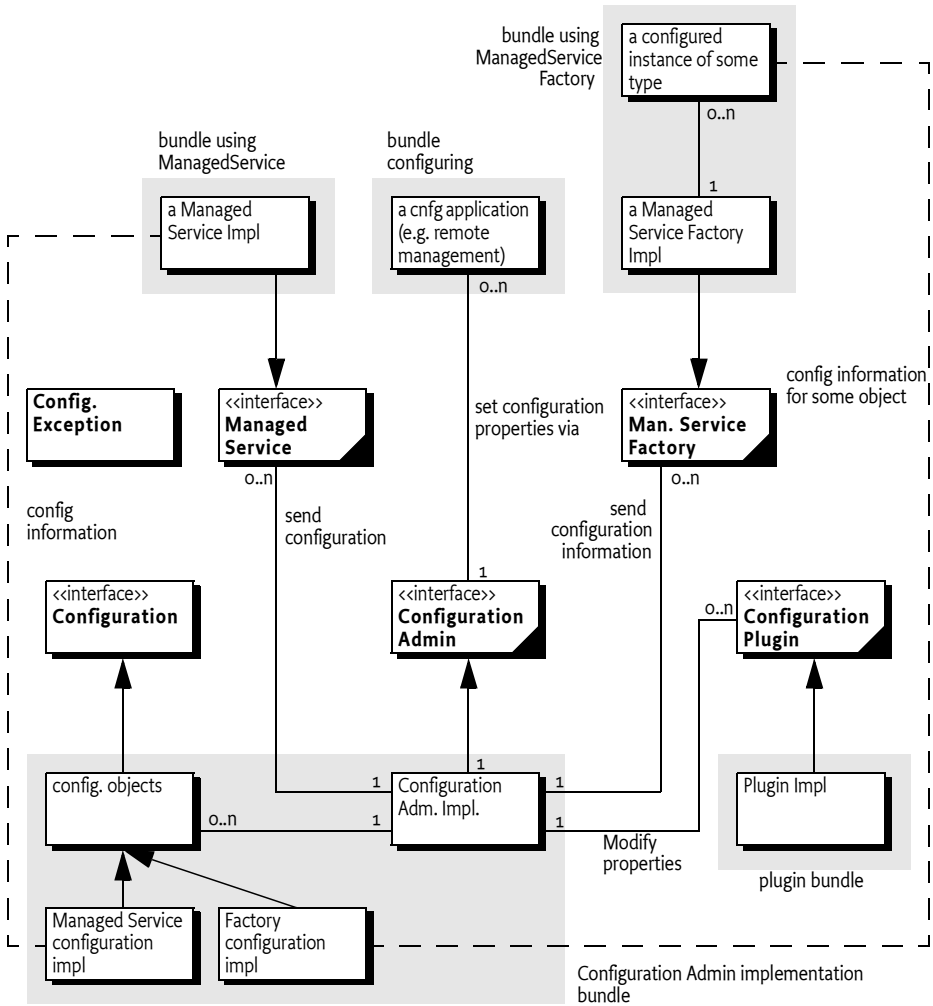 bundle using
ManagedService
Factory
a configured
instance of some
type
0..n
bundle using
ManagedService
bundle
configuring
1
a Managed
Service Impl
a cnfg application
(e.g. remote
management)
a Managed
Service Factory
Impl
0..n
config information
for some object
Config.
Exception
<<interface>>
Managed
Service
set configuration
properties via
<<interface>>
Man. Service
Factory
0..n
0..n
config
information
send
configuration
send
configuration
information
1
<<interface>>
Configuration
<<interface>>
Configuration
Admin
0..n
<<interface>>
Configuration
Plugin
1
config. objects
1
Configuration
Adm. Impl.
1
Plugin Impl
0..n
1
1
Modify
properties
plugin bundle
Managed Service
configuration
impl
Factory
configuration
impl
Configuration Admin implementation
bundle